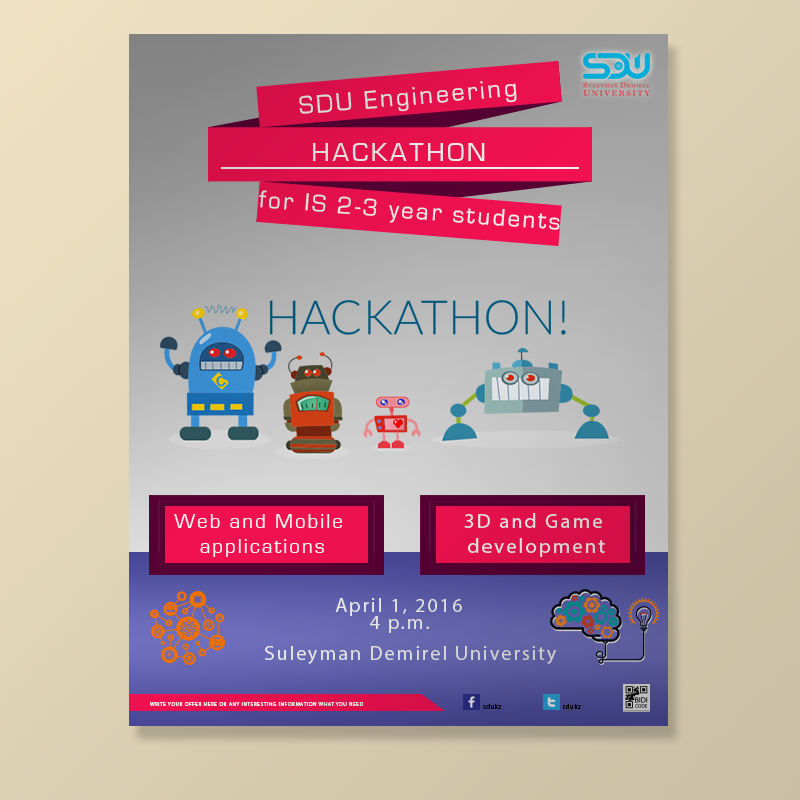 SDU
SULEYMAN DEMIREL
UNIVERSITY
SDU Engineering
HACKATHON
for IS 2-3 year students
HACKATHON!
Web and Mobile
applications
3D and Game
development
April 1, 2016
4 p.m.
Suleyman Demirel University
WRITE YOUR OFFER HERE OR ANY INTERESTING INFORMATION WHAT YOU NEED
f sdukz
t sdukz
BIDI
CODE